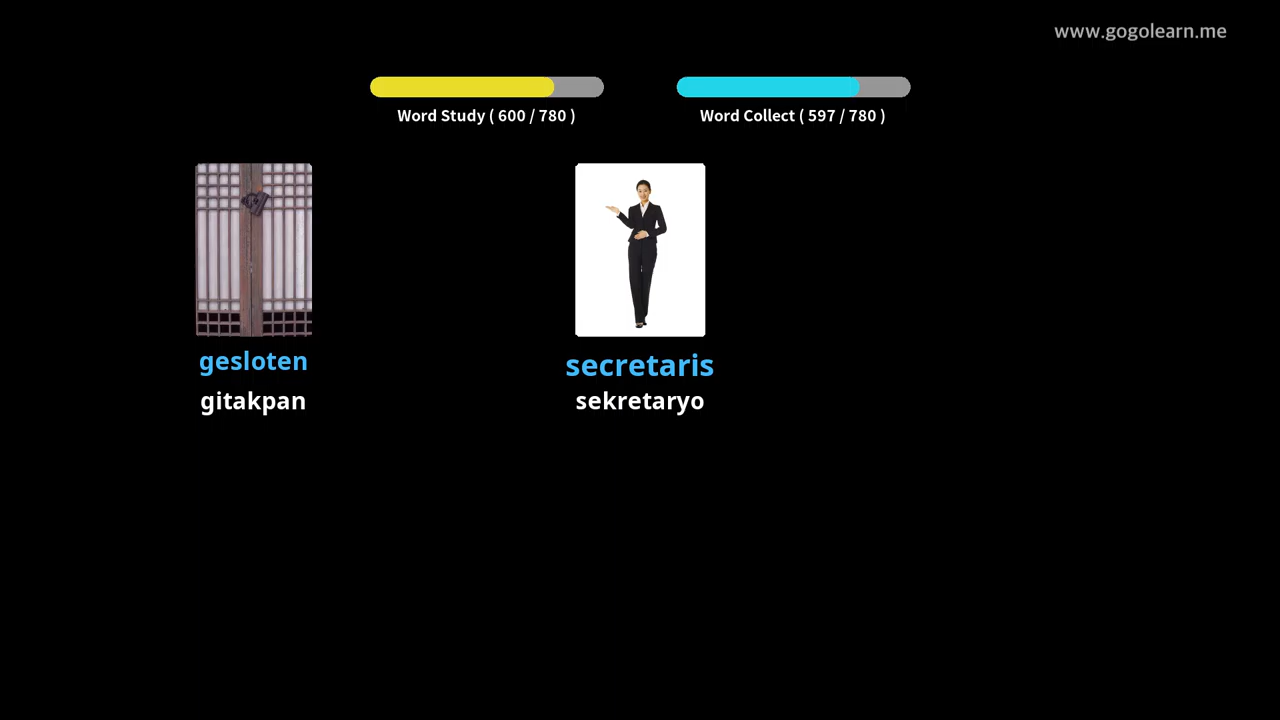 www.gogolearn.me
Word Study ( 600 / 780 )
Word Collect ( 597 / 780 )
gesloten
gitakpan
secretaris
sekretaryo